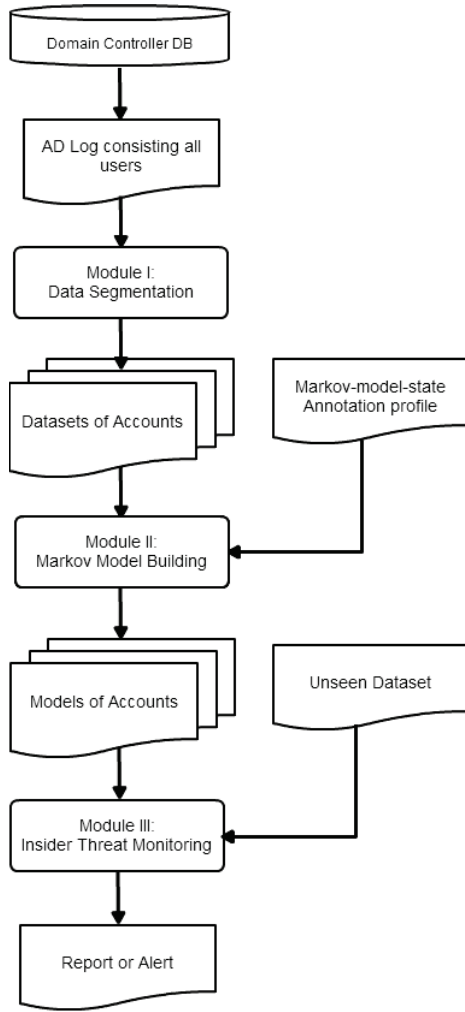 Domain Controller DB
AD Log consisting all
users
Module I:
Data Segmentation
Datasets of Accounts
Markov-model-state
Annotation profile
Module II:
Markov Model Building
Models of Accounts
Unseen Dataset
Module III:
Insider Threat Monitoring
Report or Alert